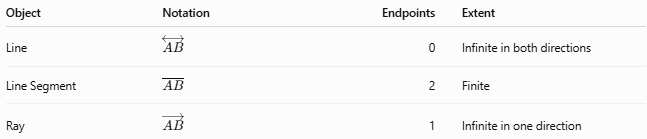 Object Notation Endpoints Extent
Line $\overleftrightarrow{AB}$ 0 Infinite in both directions
Line Segment $\overline{AB}$ 2 Finite
Ray $\overrightarrow{AB}$ 1 Infinite in one direction